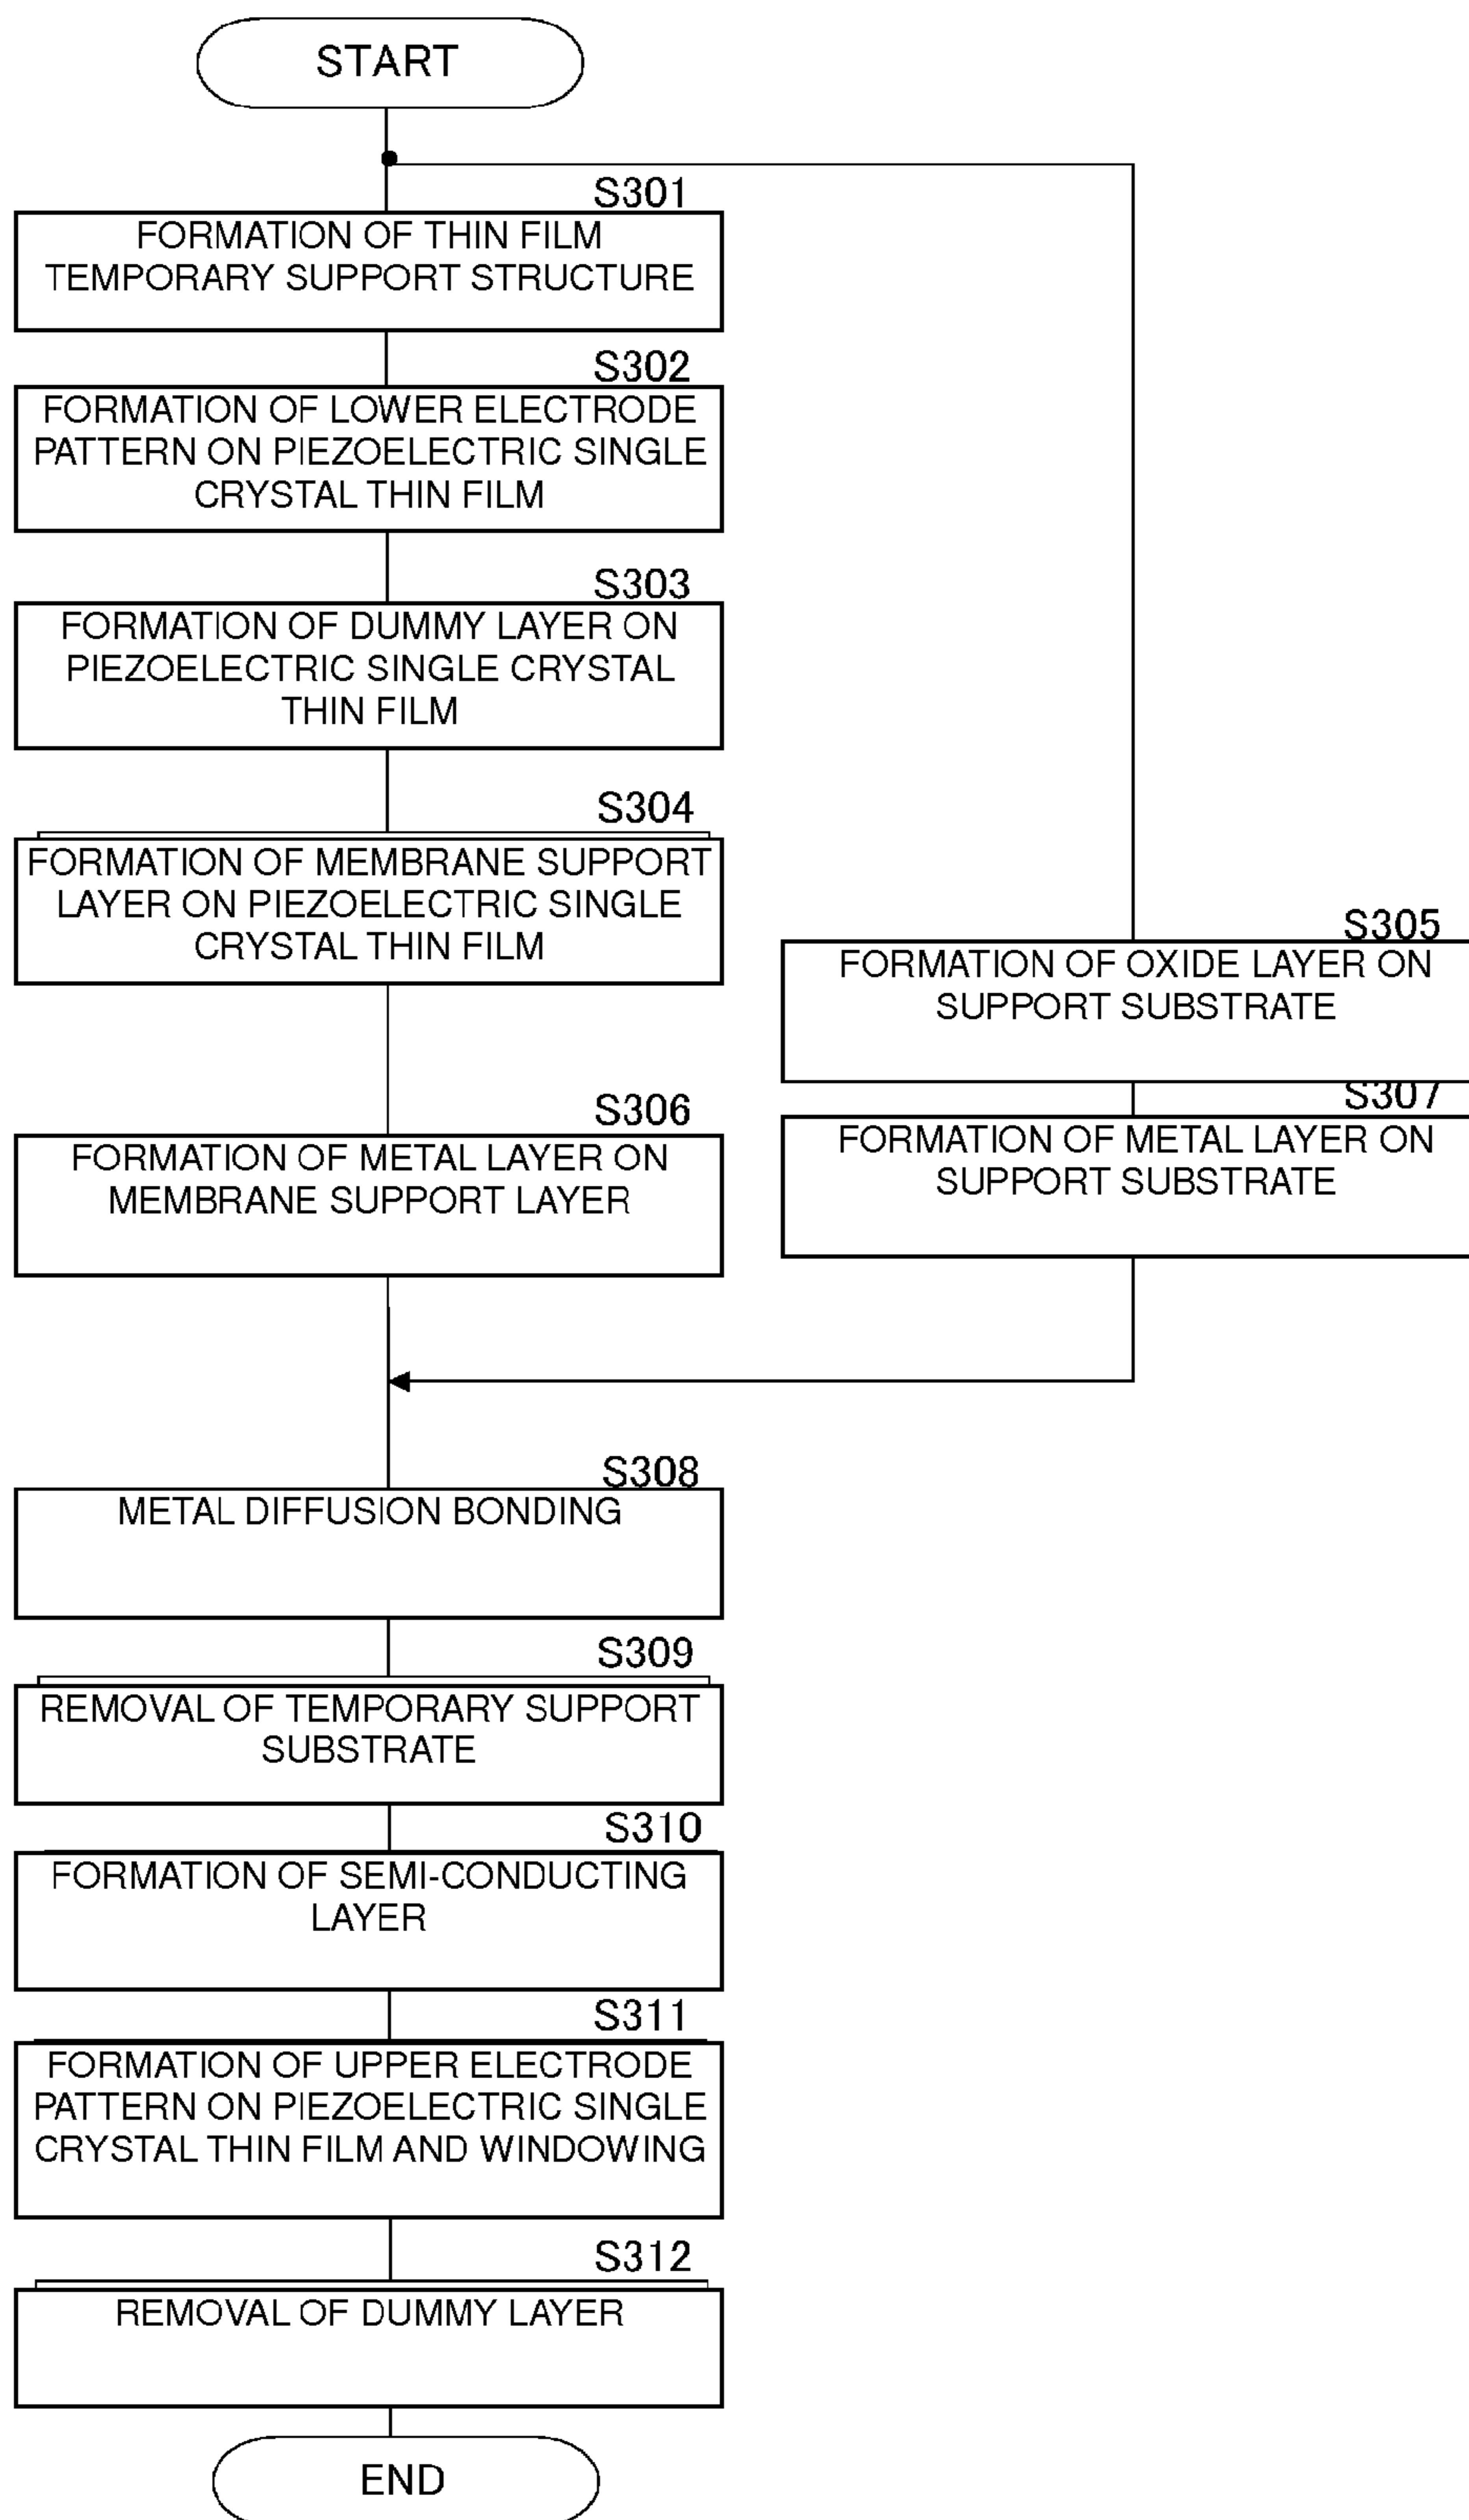 START
S301
FORMATION OF THIN FILM
TEMPORARY SUPPORT STRUCTURE
S302
FORMATION OF LOWER ELECTRODE
PATTERN ON PIEZOELECTRIC SINGLE
CRYSTAL THIN FILM
S303
FORMATION OF DUMMY LAYER ON
PIEZOELECTRIC SINGLE CRYSTAL
THIN FILM
S304
FORMATION OF MEMBRANE SUPPORT
LAYER ON PIEZOELECTRIC SINGLE
CRYSTAL THIN FILM
S305
FORMATION OF OXIDE LAYER ON
SUPPORT SUBSTRATE
S306
FORMATION OF METAL LAYER ON
MEMBRANE SUPPORT LAYER
S307
FORMATION OF METAL LAYER ON
SUPPORT SUBSTRATE
S308
METAL DIFFUSION BONDING
S309
REMOVAL OF TEMPORARY SUPPORT
SUBSTRATE
S310
FORMATION OF SEMI-CONDUCTING
LAYER
S311
FORMATION OF UPPER ELECTRODE
PATTERN ON PIEZOELECTRIC SINGLE
CRYSTAL THIN FILM AND WINDOWING
S312
REMOVAL OF DUMMY LAYER
END